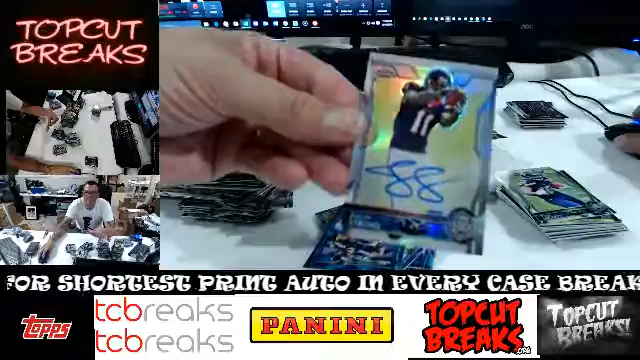 TOPCUT
BREAKS
11
FOR SHORTEST PRINT AUTO IN EVERY CASE BREAK
topps
tcbreaks
tcbreaks
PANINI
TOPCUT
BREAKS
.ORG
TOPCUT
BREAKS!